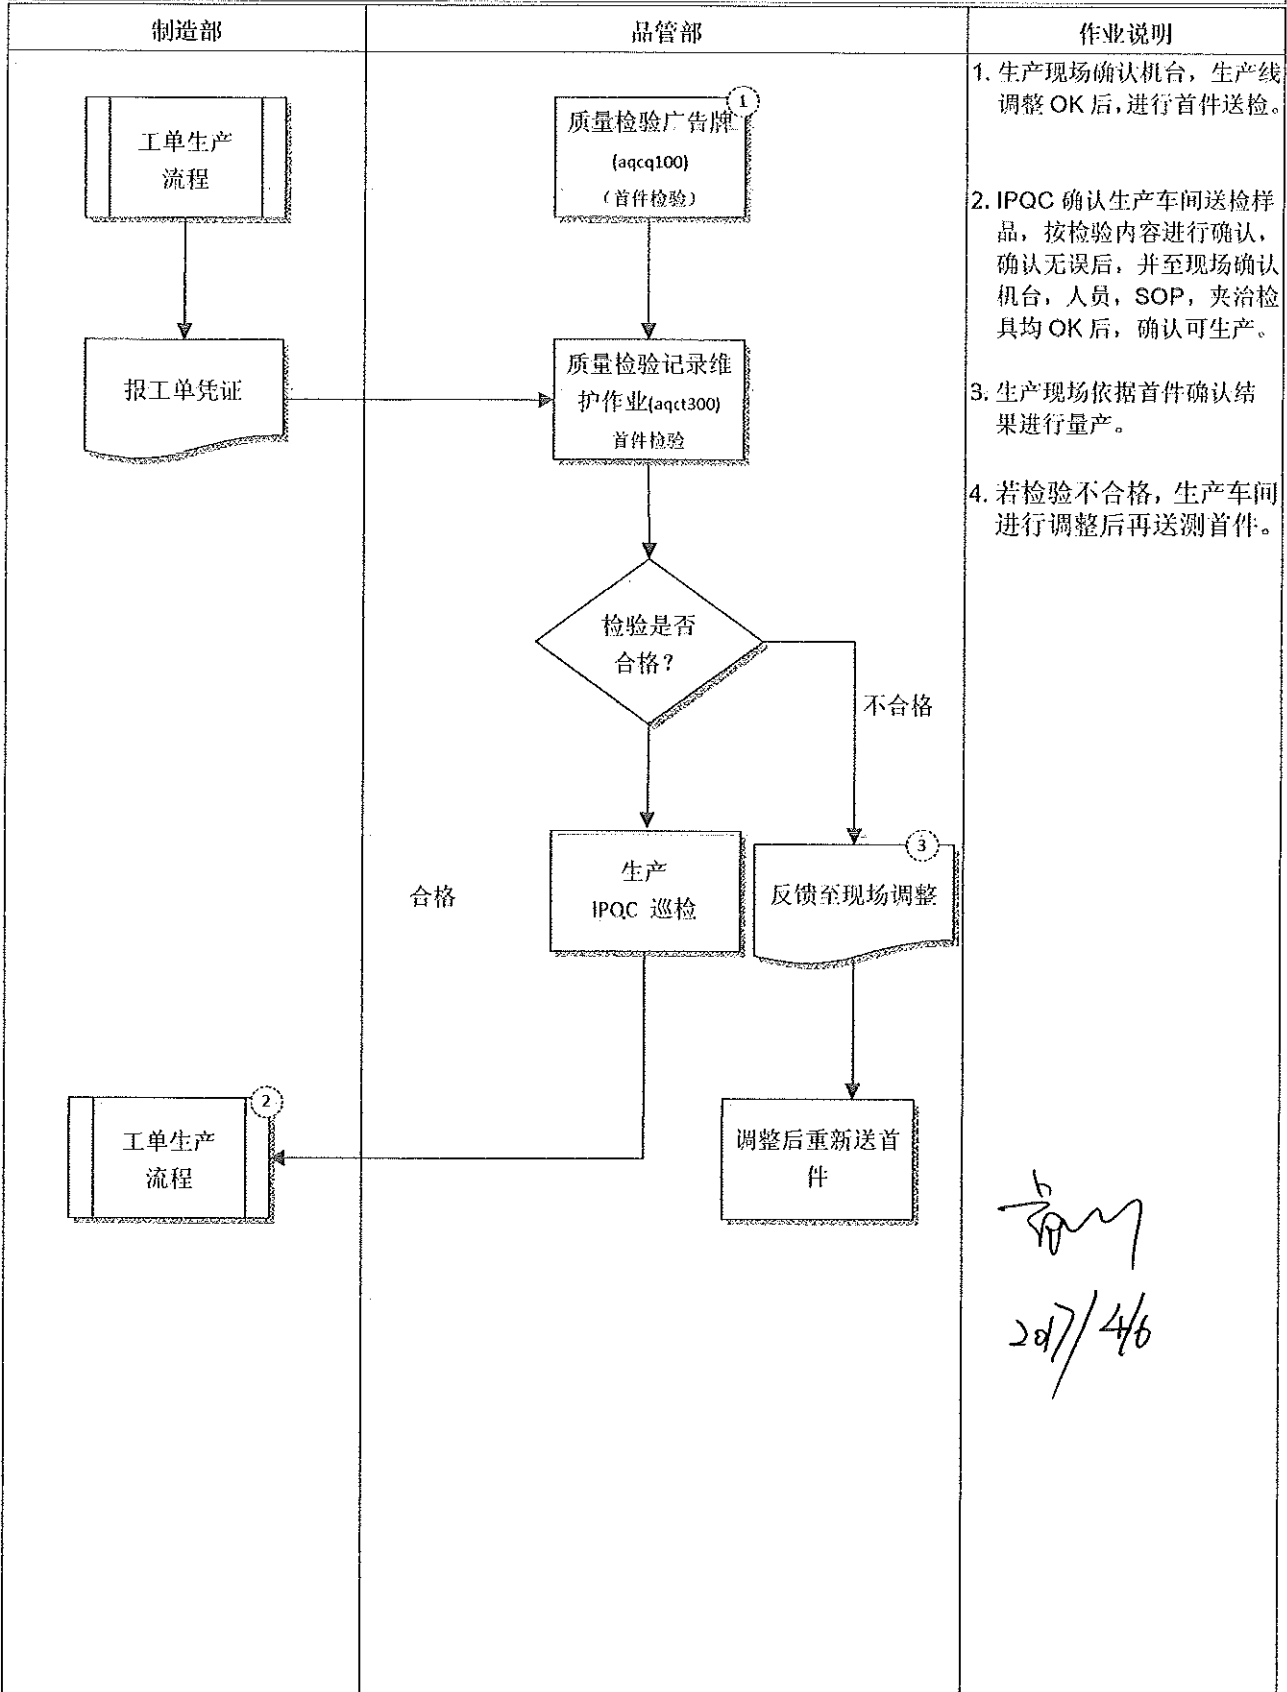 制造部
品管部
作业说明
工单生产
流程
1
质量检验广告牌
(aqcq100)
（首件检验）
报工单凭证
质量检验记录维
护作业(aqct300)
首件检验
检验是否
合格？
不合格
合格
生产
IPQC 巡检
3
反馈至现场调整
2
工单生产
流程
调整后重新送首
件
1. 生产现场确认机台，生产线
调整 OK 后，进行首件送检。
2. IPQC 确认生产车间送检样
品，按检验内容进行确认，
确认无误后，并至现场确认
机台，人员，SOP，夹治检
具均 OK 后，确认可生产。
3. 生产现场依据首件确认结
果进行量产。
4. 若检验不合格，生产车间
进行调整后再送测首件。
2017/4/6